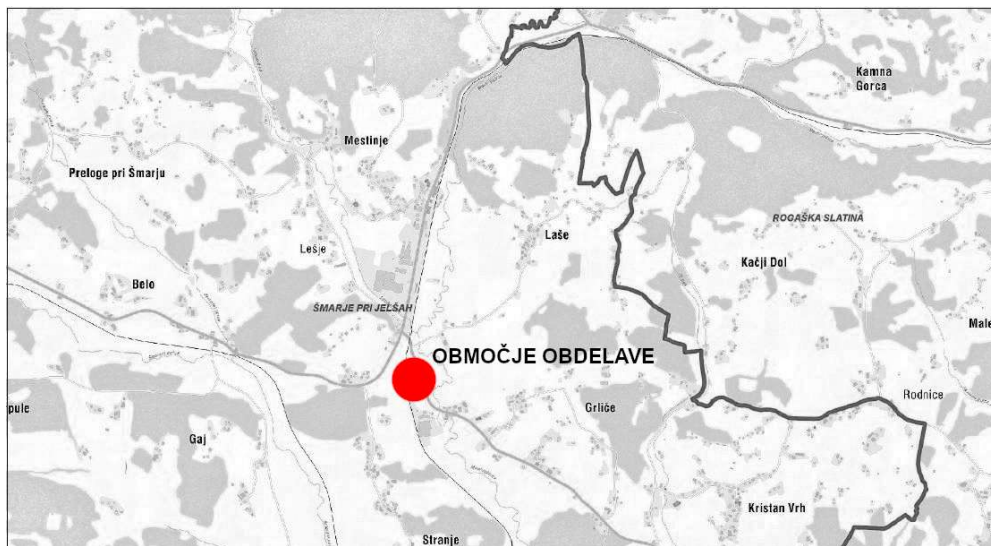 Kamna
Gorca
Mestinje
Preloge pri Šmarju
ROGAŠKA SLATINA
Laše
Lešje
Kačji Dol
Belo
ŠMARJE PRI JELŠAH
Male
OBMOČJE OBDELAVE
Rodnice
pule
Grliče
Gaj
Kristan Vrh
Stranje